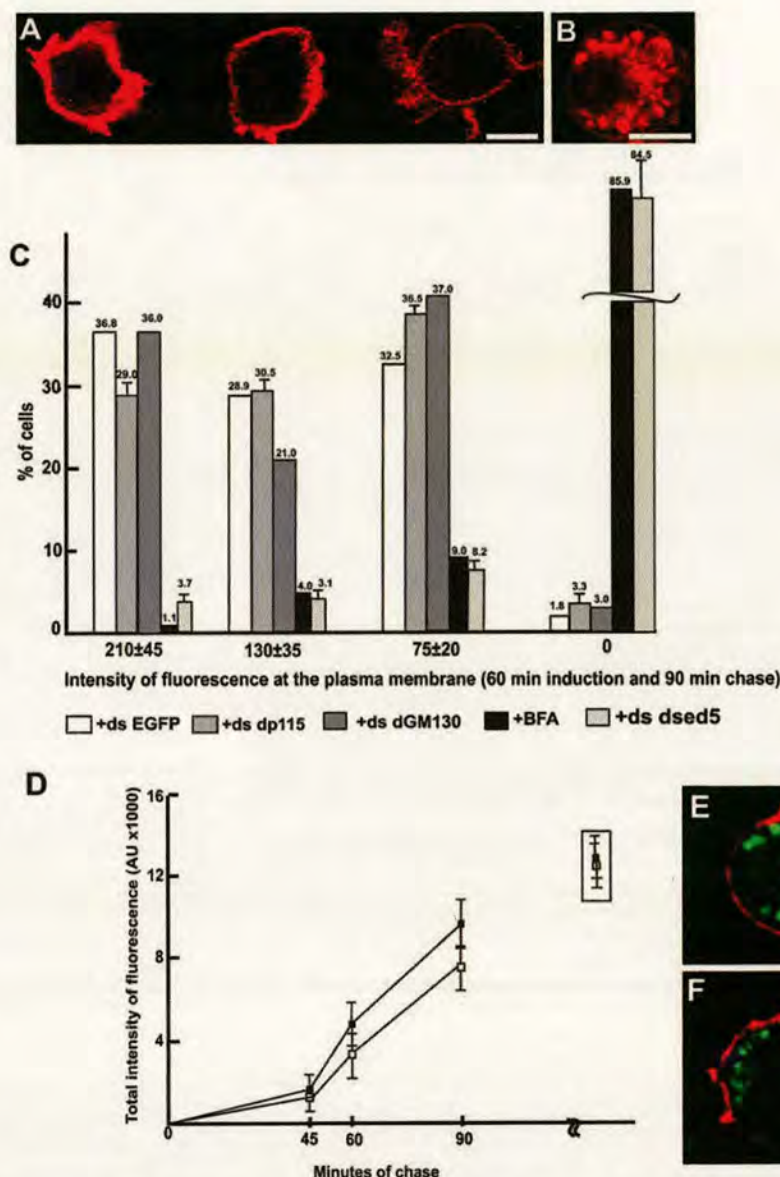 A
B
C
84.5
85.9
40
36.8
29.0
36.0
28.9
30.5
32.5
36.5
37.0
30
21.0
20
% of cells
10
1.1
3.7
4.0
3.1
9.0
8.2
1.8
3.3
3.0
0
210±45 130±35 75±20 0
Intensity of fluorescence at the plasma membrane (60 min induction and 90 min chase)
+ds EGFP +ds dp115 +ds dGM130 +BFA +ds dsed5
D
16
12
8
4
Total intensity of fluorescence (AU x1000)
0 45 60 90
Minutes of chase
E
F